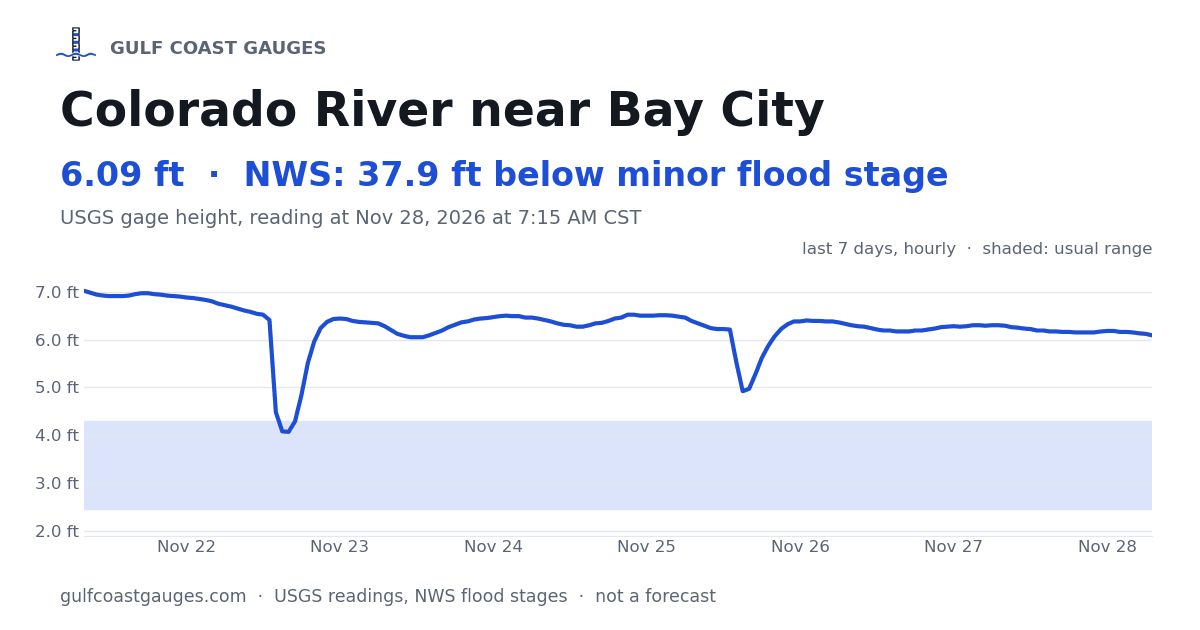 GULF COAST GAUGES
Colorado River near Bay City
6.09 ft · NWS: 37.9 ft below minor flood stage
USGS gage height, reading at Nov 28, 2026 at 7:15 AM CST
last 7 days, hourly · shaded: usual range
7.0 ft
6.0 ft
5.0 ft
4.0 ft
3.0 ft
2.0 ft
Nov 22 Nov 23 Nov 24 Nov 25 Nov 26 Nov 27 Nov 28
gulfcoastgauges.com · USGS readings, NWS flood stages · not a forecast